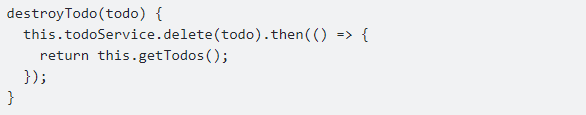 destroyTodo(todo) {
  this.todoService.delete(todo).then(() => {
    return this.getTodos();
  });
}